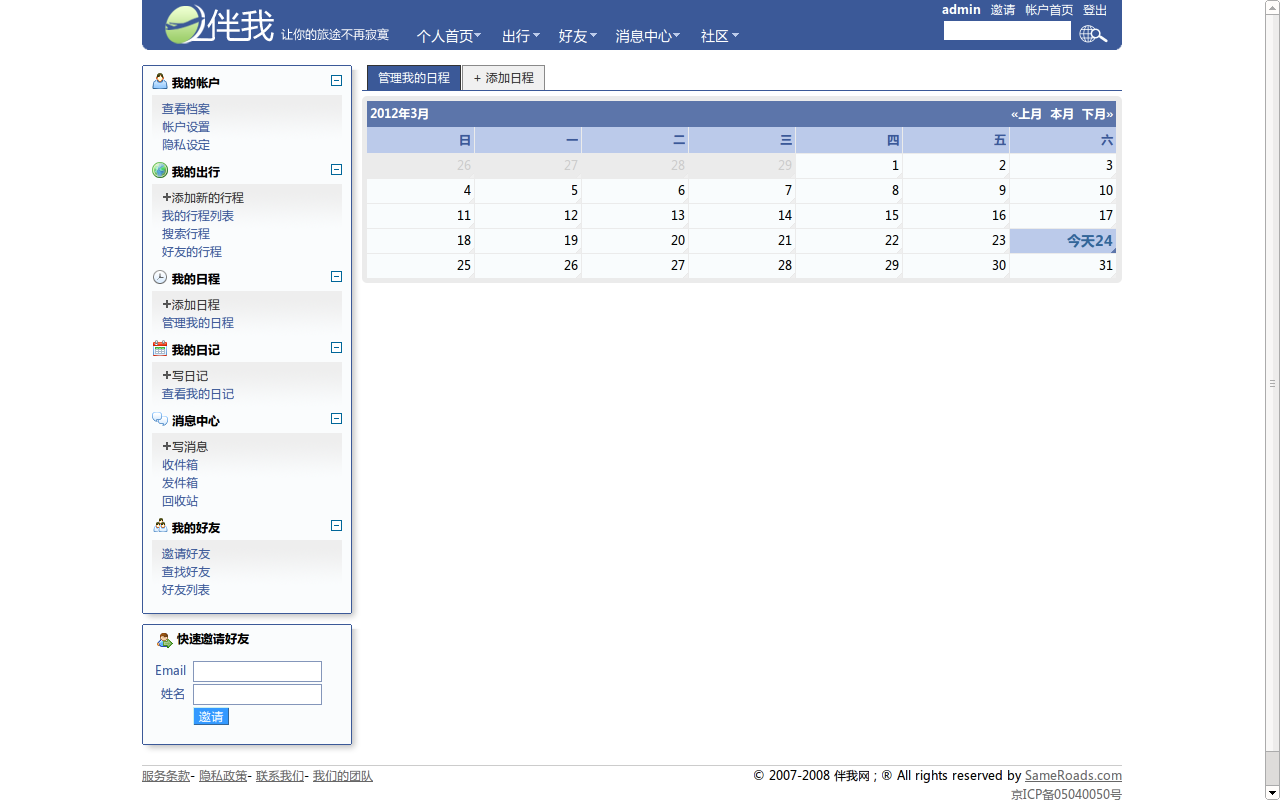 admin 邀请 帐户首页 登出
伴我 让你的旅途不再寂寞 个人首页 出行 好友 消息中心 社区
我的帐户
查看档案
帐户设置
隐私设定
我的出行
+添加新的行程
我的行程列表
搜索行程
好友的行程
我的日程
+添加日程
管理我的日程
我的日记
+写日记
查看我的日记
消息中心
+写消息
收件箱
发件箱
回收站
我的好友
邀请好友
查找好友
好友列表
快速邀请好友
Email
姓名
邀请
管理我的日程 + 添加日程
2012年3月 «上月 本月 下月»
日 一 二 三 四 五 六
26 27 28 29 1 2 3
4 5 6 7 8 9 10
11 12 13 14 15 16 17
18 19 20 21 22 23 今天24
25 26 27 28 29 30 31
服务条款- 隐私政策- 联系我们- 我们的团队 © 2007-2008 伴我网 ; ® All rights reserved by SameRoads.com
京ICP备05040050号